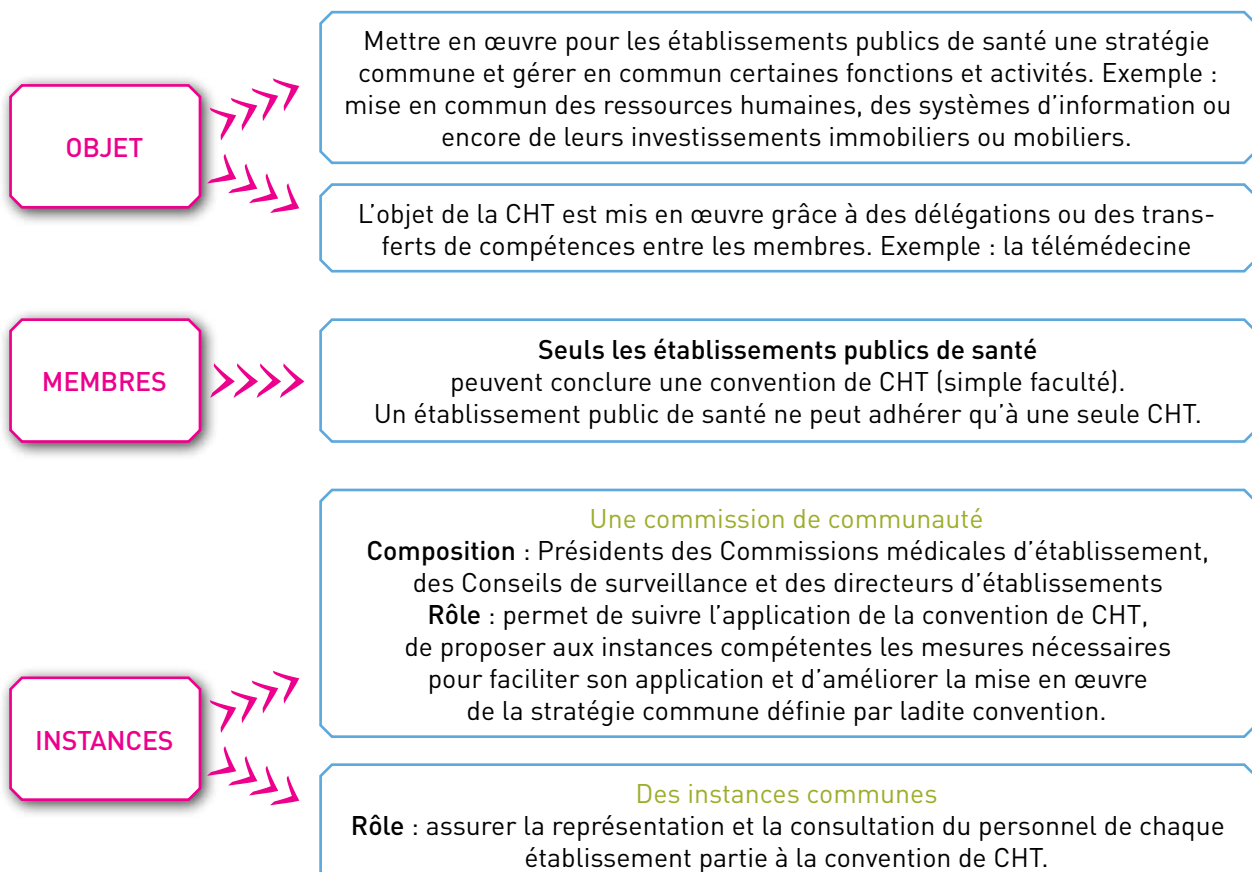 OBJET
Mettre en œuvre pour les établissements publics de santé une stratégie
commune et gérer en commun certaines fonctions et activités. Exemple :
mise en commun des ressources humaines, des systèmes d’information ou
encore de leurs investissements immobiliers ou mobiliers.
L’objet de la CHT est mis en œuvre grâce à des délégations ou des trans-
ferts de compétences entre les membres. Exemple : la télémédecine
MEMBRES
Seuls les établissements publics de santé
peuvent conclure une convention de CHT (simple faculté).
Un établissement public de santé ne peut adhérer qu’à une seule CHT.
INSTANCES
Une commission de communauté
Composition : Présidents des Commissions médicales d’établissement,
des Conseils de surveillance et des directeurs d’établissements
Rôle : permet de suivre l’application de la convention de CHT,
de proposer aux instances compétentes les mesures nécessaires
pour faciliter son application et d’améliorer la mise en œuvre
de la stratégie commune définie par ladite convention.
Des instances communes
Rôle : assurer la représentation et la consultation du personnel de chaque
établissement partie à la convention de CHT.